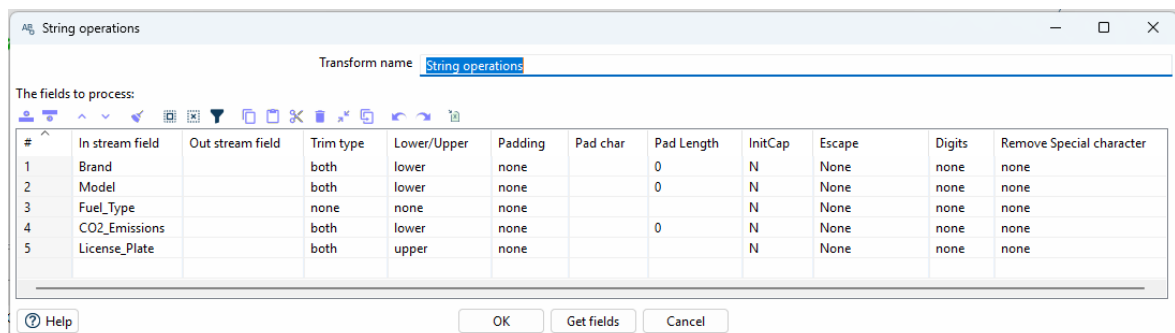 String operations
Transform name String operations
The fields to process:
# In stream field Out stream field Trim type Lower/Upper Padding Pad char Pad Length InitCap Escape Digits Remove Special character
1 Brand both lower none 0 N None none none
2 Model both lower none 0 N None none none
3 Fuel_Type none none none N None none none
4 CO2_Emissions both lower none 0 N None none none
5 License_Plate both upper none N None none none
Help OK Get fields Cancel